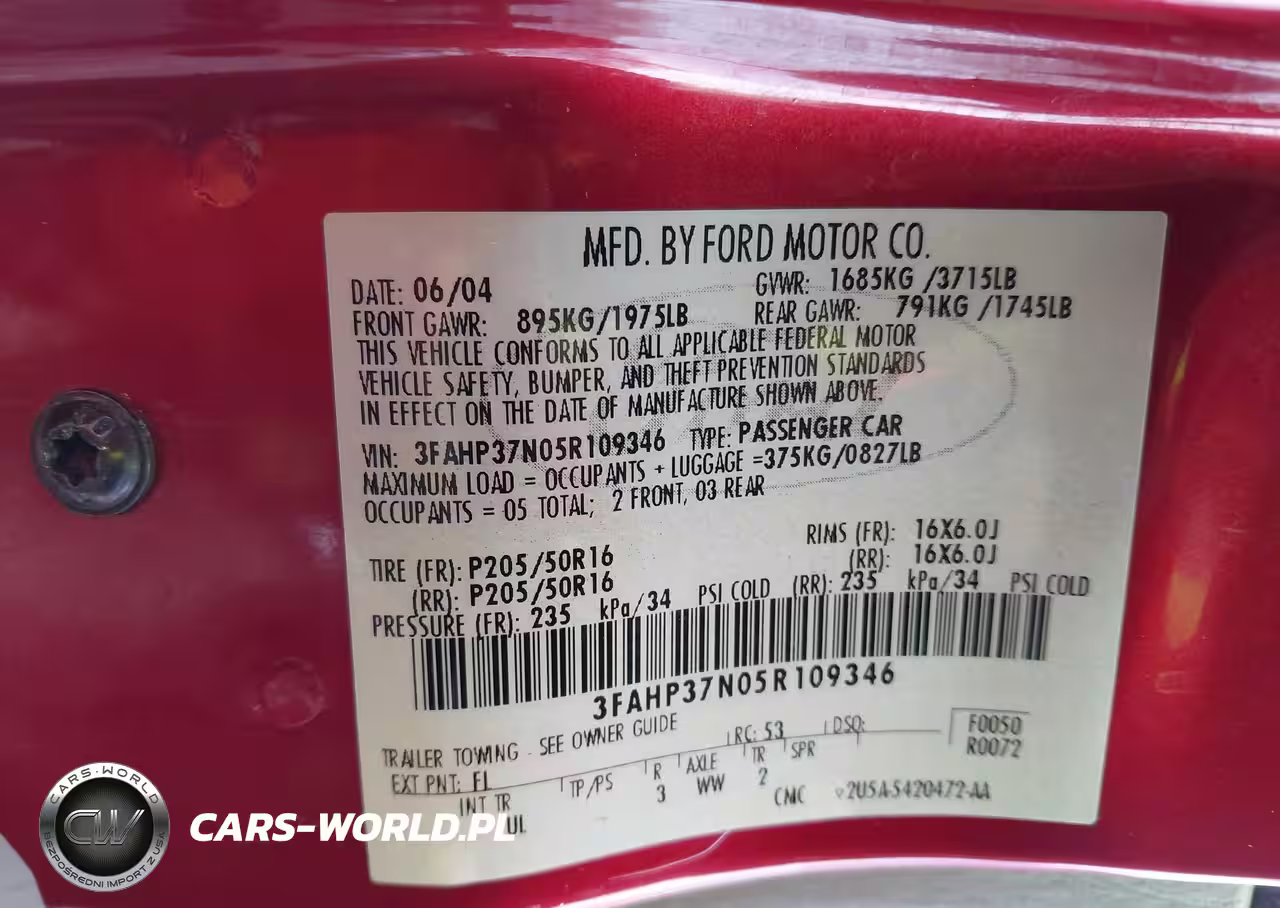 MFD. BY FORD MOTOR CO.
DATE: 06/04 GVWR: 1685KG /3715LB
FRONT GAWR: 895KG/1975LB REAR GAWR: 791KG /1745LB
THIS VEHICLE CONFORMS TO ALL APPLICABLE FEDERAL MOTOR
VEHICLE SAFETY, BUMPER, AND THEFT PREVENTION STANDARDS
IN EFFECT ON THE DATE OF MANUFACTURE SHOWN ABOVE.
VIN: 3FAHP37N05R109346 TYPE: PASSENGER CAR
MAXIMUM LOAD = OCCUPANTS + LUGGAGE =375KG/0827LB
OCCUPANTS = 05 TOTAL; 2 FRONT, 03 REAR
RIMS (FR): 16X6.0J
TIRE (FR): P205/50R16 (RR): 16X6.0J
(RR): P205/50R16
PRESSURE (FR): 235 kPa/34 PSI COLD (RR): 235 kPa/34 PSI COLD
3FAHP37N05R109346
TRAILER TOWING - SEE OWNER GUIDE RC: 53 DSO: F0050
R0072
EXT PNT: FL TP/PS R AXLE TR SPR
INT TR 3 WW 2
UL CMC 2U5A-5420472-AA
CARS-WORLD
CW
BEZPOŚREDNI IMPORT Z USA
CARS-WORLD.PL